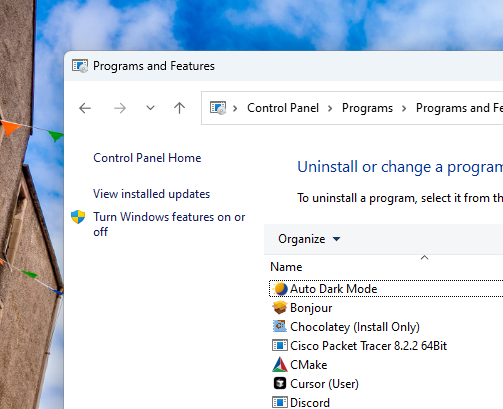 Programs and Features
Control Panel > Programs > Programs and Fe
Control Panel Home
Uninstall or change a program
View installed updates
To uninstall a program, select it from the
Turn Windows features on or
off
Organize
Name
Auto Dark Mode
Bonjour
Chocolatey (Install Only)
Cisco Packet Tracer 8.2.2 64Bit
CMake
Cursor (User)
Discord